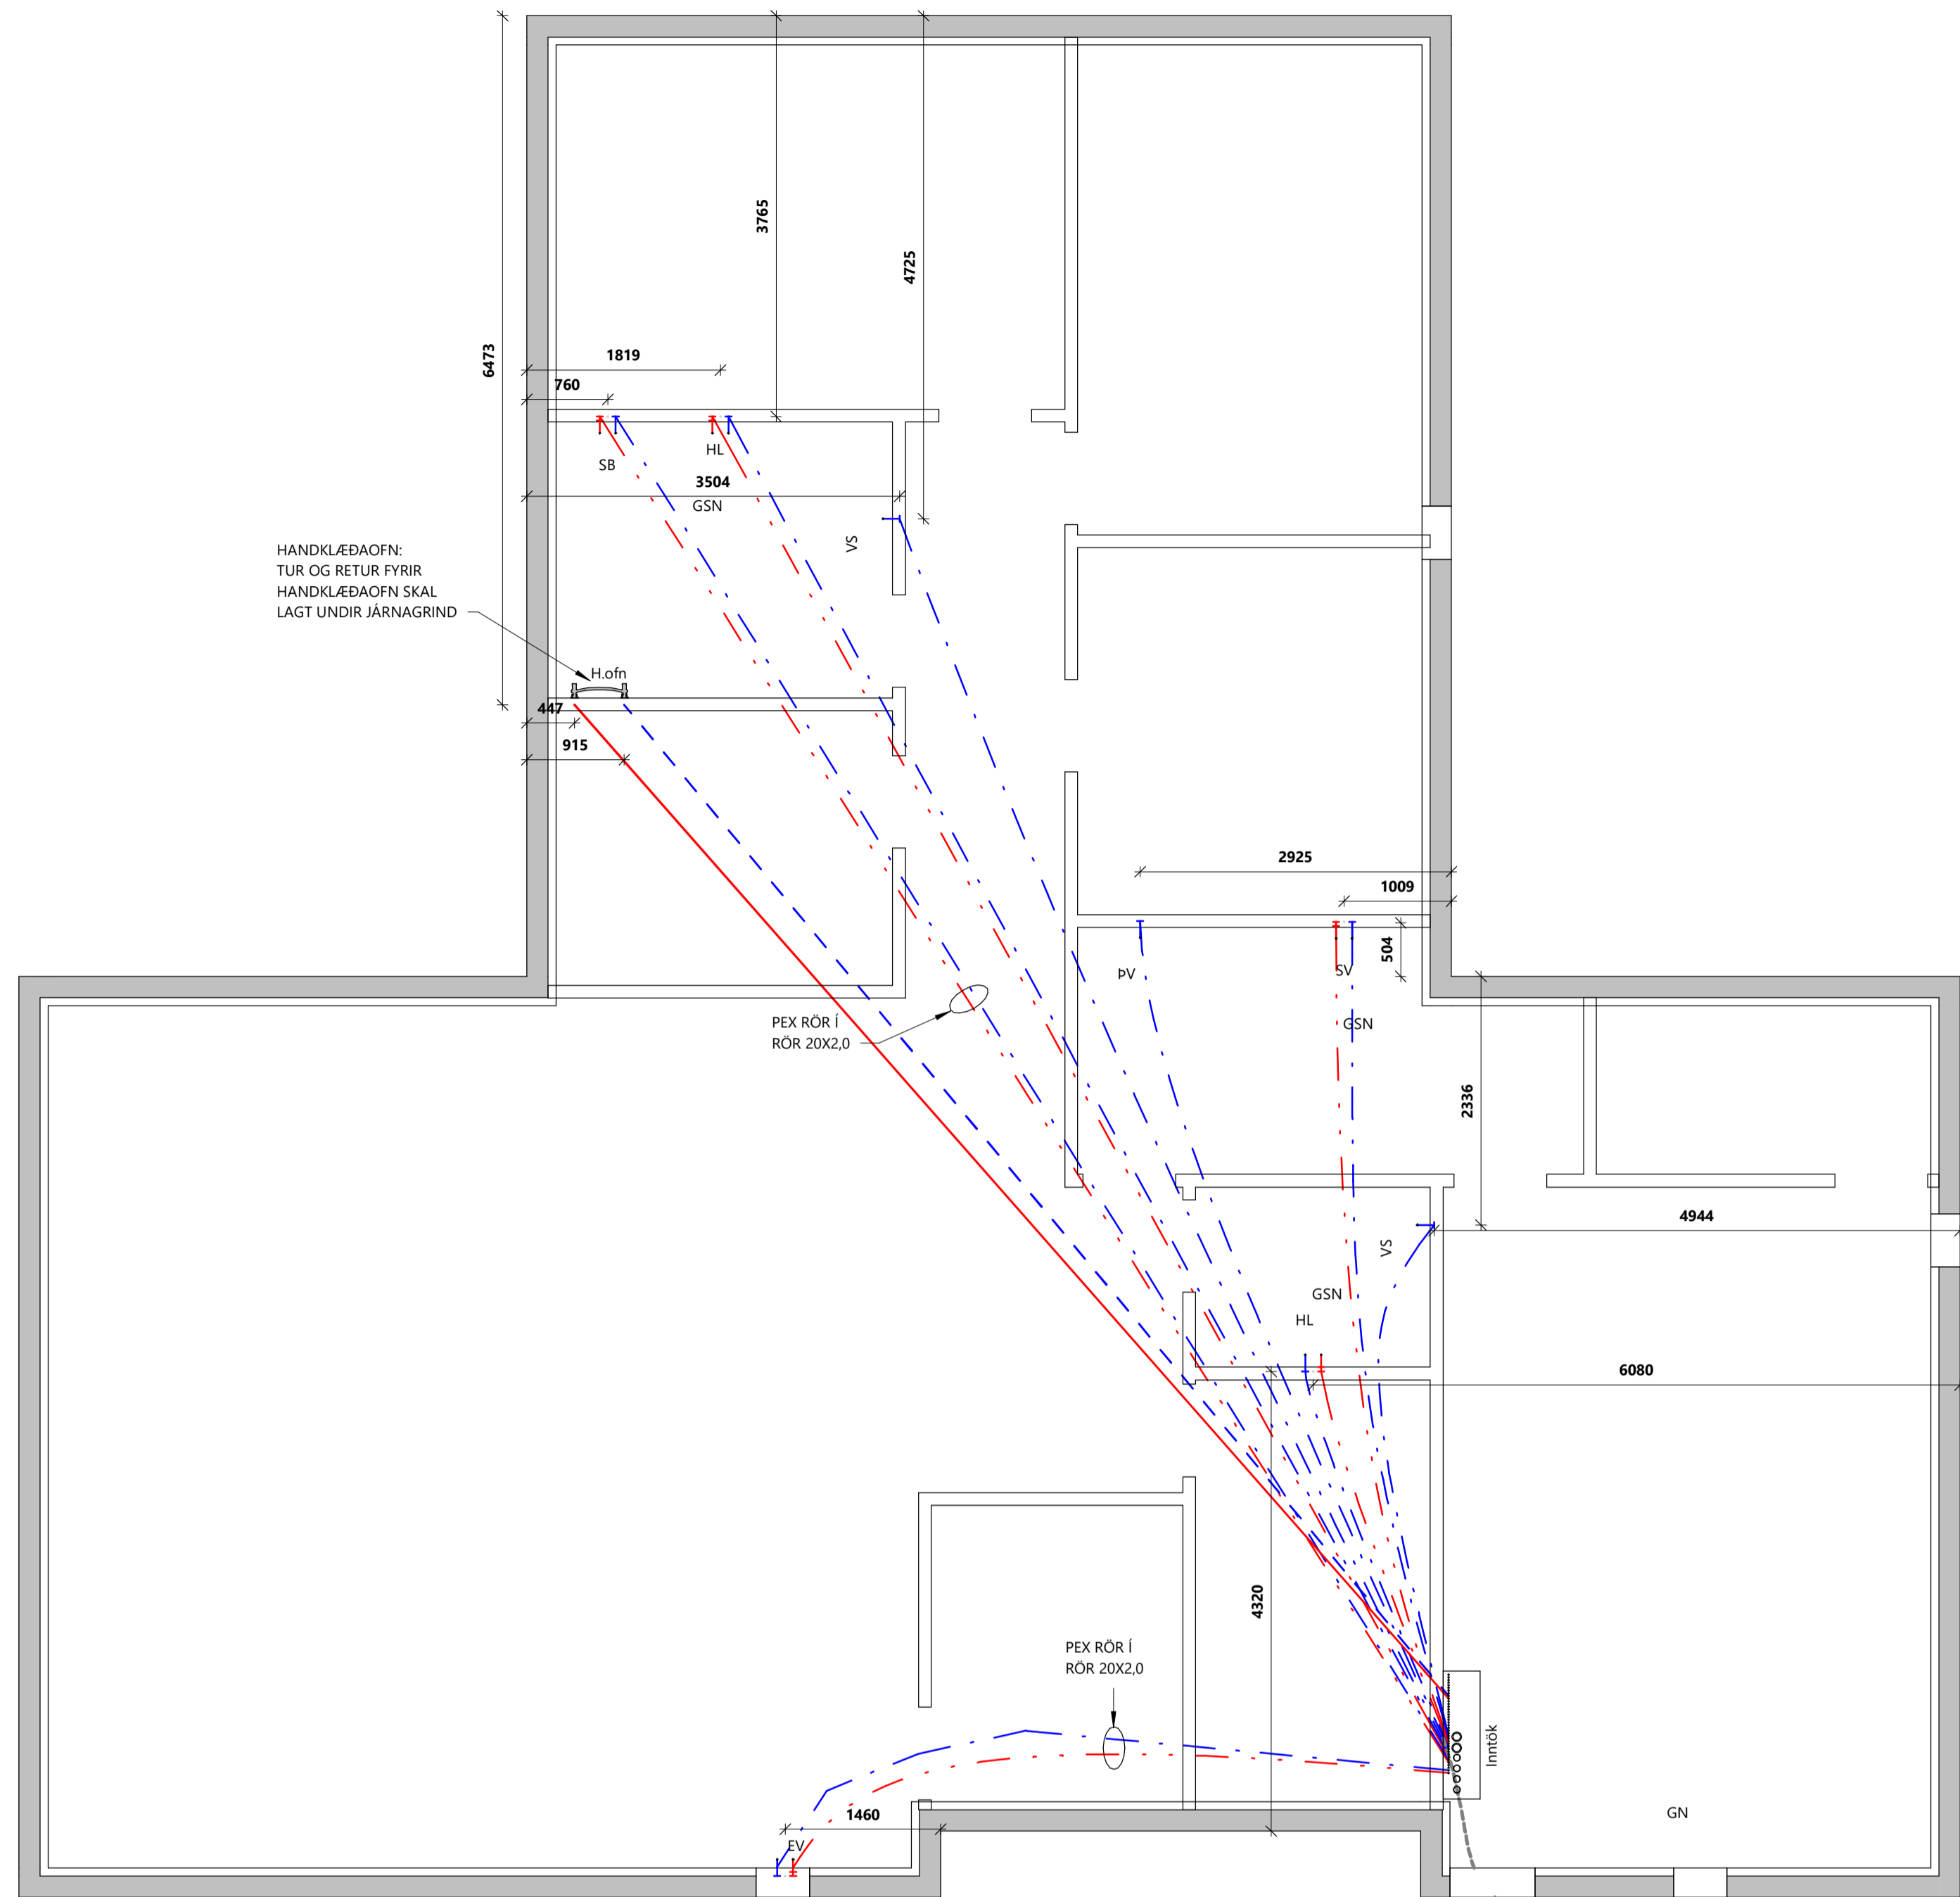 3765
4725
6473
1819
760
SB
HL
3504
GSN
VS
HANDKLÆÐAOFN:
TUR OG RETUR FYRIR
HANDKLÆÐAOFN SKAL
LAGT UNDIR JÁRNAGRIND
H.ofn
447
915
2925
1009
504
ÞV
SV
GSN
PEX RÖR Í
RÖR 20X2,0
2336
4944
VS
GSN
HL
6080
4320
PEX RÖR Í
RÖR 20X2,0
Inntök
GN
1460
EV